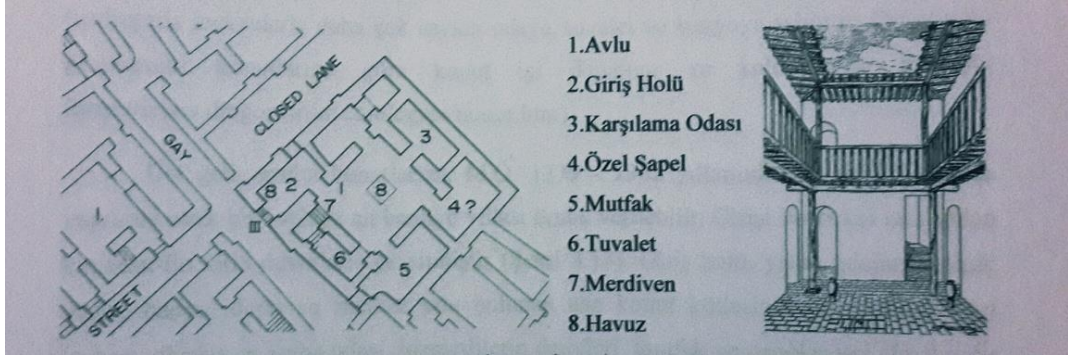 CLOSED LANE
GAY
STREET
I
III
3
8 2
1
8
7
4?
6
5
1.Avlu
2.Giriş Holü
3.Karşılama Odası
4.Özel Şapel
5.Mutfak
6.Tuvalet
7.Merdiven
8.Havuz